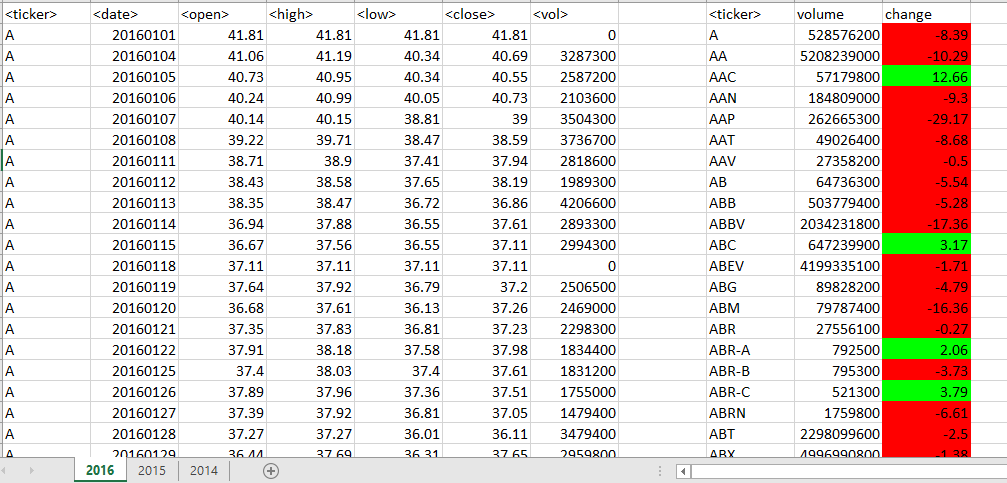 <ticker> <date> <open> <high> <low> <close> <vol> <ticker> volume change
A 20160101 41.81 41.81 41.81 41.81 0 A 528576200 -8.39
A 20160104 41.06 41.19 40.34 40.69 3287300 AA 5208239000 -10.29
A 20160105 40.73 40.95 40.34 40.55 2587200 AAC 57179800 12.66
A 20160106 40.24 40.99 40.05 40.73 2103600 AAN 184809000 -9.3
A 20160107 40.14 40.15 38.81 39 3504300 AAP 262665300 -29.17
A 20160108 39.22 39.71 38.47 38.59 3736700 AAT 49026400 -8.68
A 20160111 38.71 38.9 37.41 37.94 2818600 AAV 27358200 -0.5
A 20160112 38.43 38.58 37.65 38.19 1989300 AB 64736300 -5.54
A 20160113 38.35 38.47 36.72 36.86 4206600 ABB 503779400 -5.28
A 20160114 36.94 37.88 36.55 37.61 2893300 ABBV 2034231800 -17.36
A 20160115 36.67 37.56 36.55 37.11 2994300 ABC 647239900 3.17
A 20160118 37.11 37.11 37.11 37.11 0 ABEV 4199335100 -1.71
A 20160119 37.64 37.92 36.79 37.2 2506500 ABG 89828200 -4.79
A 20160120 36.68 37.61 36.13 37.26 2469000 ABM 79787400 -16.36
A 20160121 37.35 37.83 36.81 37.23 2298300 ABR 27556100 -0.27
A 20160122 37.91 38.18 37.58 37.98 1834400 ABR-A 792500 2.06
A 20160125 37.4 38.03 37.4 37.61 1831200 ABR-B 795300 -3.73
A 20160126 37.89 37.96 37.36 37.51 1755000 ABR-C 521300 3.79
A 20160127 37.39 37.92 36.81 37.05 1479400 ABRN 1759800 -6.61
A 20160128 37.27 37.27 36.01 36.11 3479400 ABT 2298099600 -2.5
A 20160129 36.44 37.69 36.31 37.65 2959800 ABX 4996990800 -1.38
2016 2015 2014